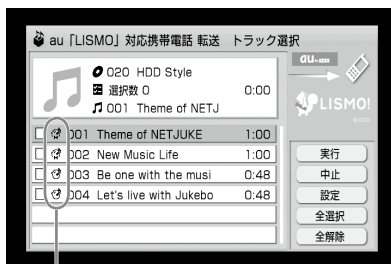 au「LISMO」対応携帯電話 転送 トラック選択
020 HDD Style
選択数 0 0:00
001 Theme of NETJ
001 Theme of NETJUKE 1:00
002 New Music Life 1:00
003 Be one with the musi 0:48
004 Let's live with Jukebo 0:48
au
LISMO!
実行
中止
設定
全選択
全解除